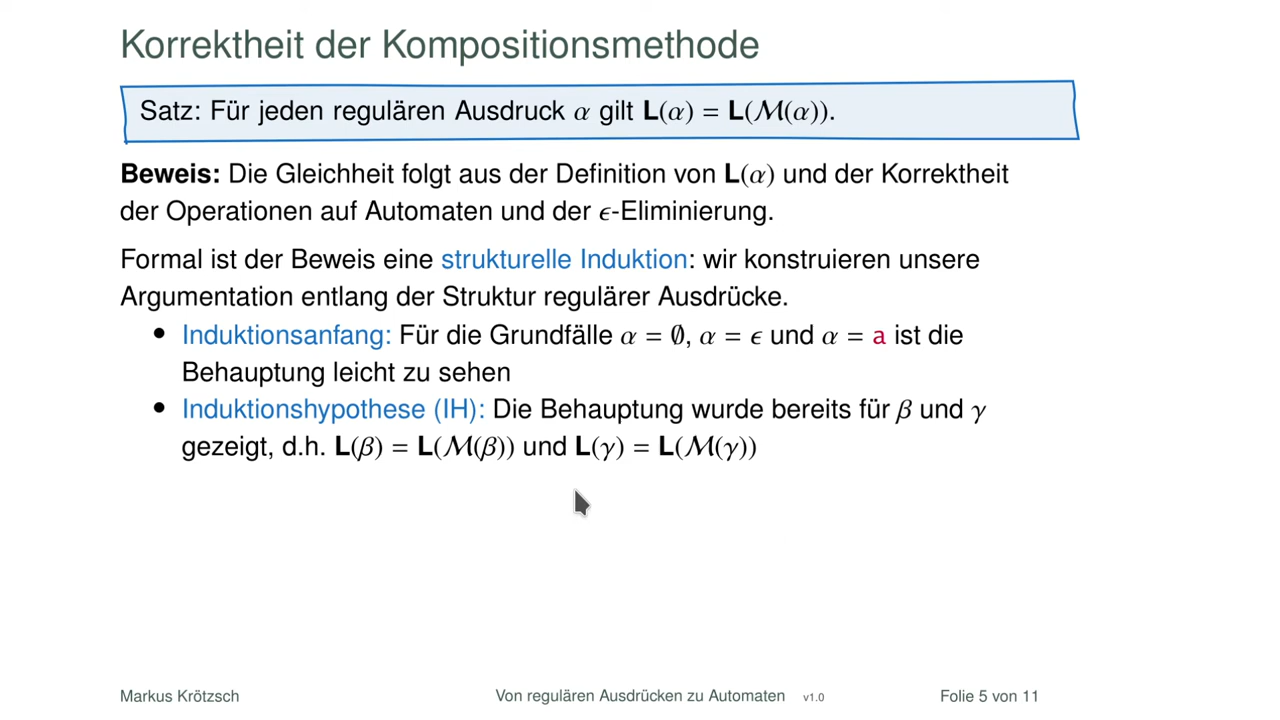 Korrektheit der Kompositionsmethode
Satz: Für jeden regulären Ausdruck α gilt L(α) = L(ℳ(α)).
Beweis: Die Gleichheit folgt aus der Definition von L(α) und der Korrektheit
der Operationen auf Automaten und der ϵ-Eliminierung.
Formal ist der Beweis eine strukturelle Induktion: wir konstruieren unsere
Argumentation entlang der Struktur regulärer Ausdrücke.
• Induktionsanfang: Für die Grundfälle α = ∅, α = ϵ und α = a ist die
Behauptung leicht zu sehen
• Induktionshypothese (IH): Die Behauptung wurde bereits für β und γ
gezeigt, d.h. L(β) = L(ℳ(β)) und L(γ) = L(ℳ(γ))
Markus Krötzsch Von regulären Ausdrücken zu Automaten v1.0 Folie 5 von 11